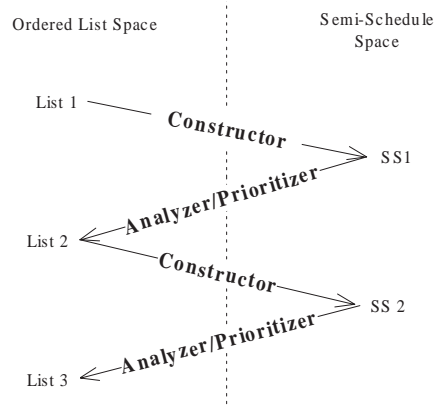 Ordered List Space
Semi-Schedule
Space
List 1
Constructor
SS1
Analyzer/Prioritizer
List 2
Constructor
SS 2
Analyzer/Prioritizer
List 3